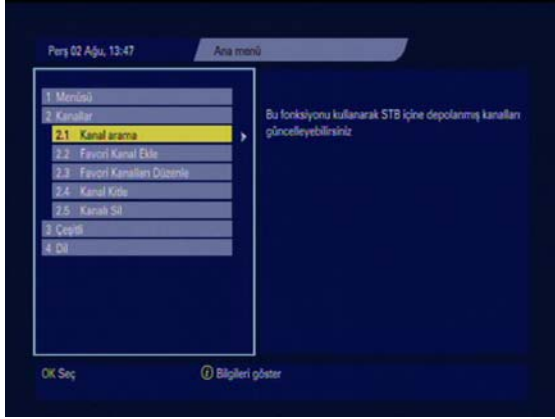 Perş 02 Ağu, 13:47
Ana menü
1 Menüsü
2 Kanallar
2.1 Kanal arama
2.2 Favori Kanal Ekle
2.3 Favori Kanalları Düzenle
2.4 Kanal Kitle
2.5 Kanalı Sil
3 Çeşitli
4 Dil
Bu fonksiyonu kullanarak STB içine depolanmış kanalları
güncelleyebilirsiniz
OK Seç
i Bilgileri göster